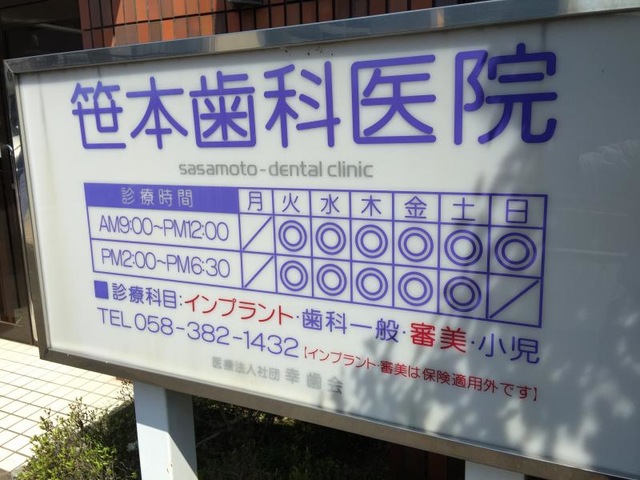 笹本歯科医院
sasamoto-dental clinic
診療時間 月 火 水 木 金 土 日
AM9:00~PM12:00 ／ ◎ ◎ ◎ ◎ ◎ ◎
PM2:00~PM6:30 ／ ◎ ◎ ◎ ◎ ◎ ／
■診療科目:インプラント・歯科一般・審美・小児
TEL 058-382-1432【インプラント・審美は保険適用外です】
医療法人社団 幸歯会